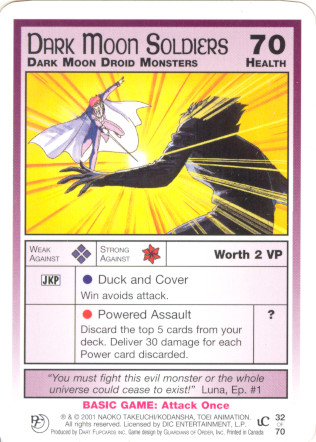 DARK MOON SOLDIERS 70
DARK MOON DROID MONSTERS HEALTH
WEAK AGAINST STRONG AGAINST Worth 2 VP
JKP Duck and Cover
Win avoids attack.
Powered Assault ?
Discard the top 5 cards from your
deck. Deliver 30 damage for each
Power card discarded.
"You must fight this evil monster or the whole
universe could cease to exist!" Luna, Ep. #1
BASIC GAME: Attack Once
® & © 2001 NAOKO TAKEUCHI/KODANSHA, TOEI ANIMATION.
All rights reserved. Licensed by DIC ENTERTAINMENT, L.P.
Produced by DART FLIPCARDS INC. Game design by GUARDIANS OF ORDER, INC. Printed in Canada.
UC 32
OF
70